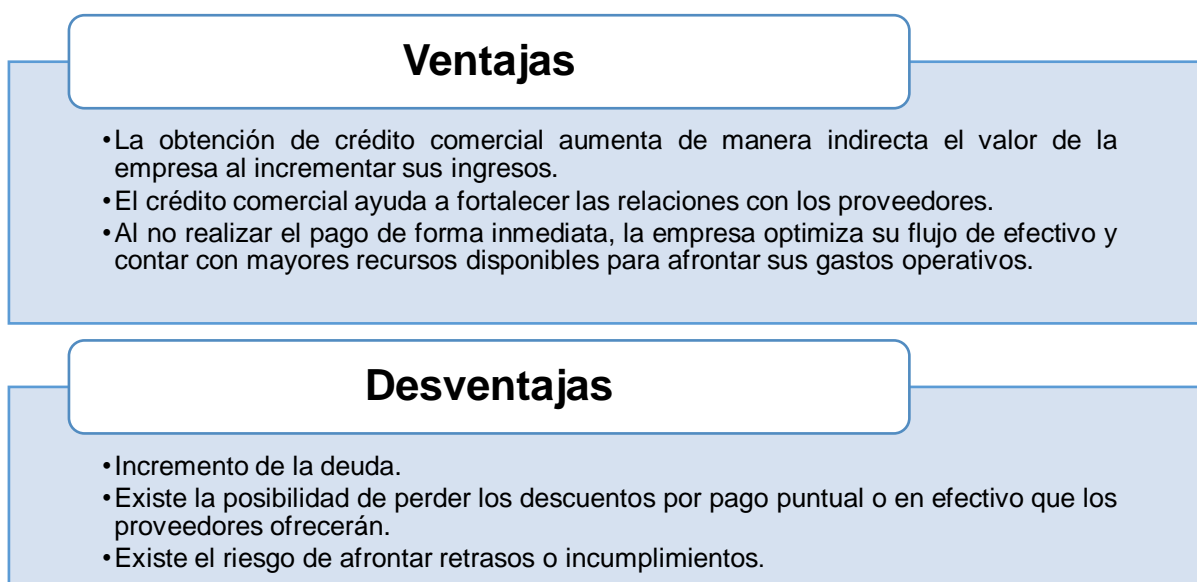 Ventajas
•La obtención de crédito comercial aumenta de manera indirecta el valor de la
empresa al incrementar sus ingresos.
•El crédito comercial ayuda a fortalecer las relaciones con los proveedores.
•Al no realizar el pago de forma inmediata, la empresa optimiza su flujo de efectivo y
contar con mayores recursos disponibles para afrontar sus gastos operativos.
Desventajas
•Incremento de la deuda.
•Existe la posibilidad de perder los descuentos por pago puntual o en efectivo que los
proveedores ofrecerán.
•Existe el riesgo de afrontar retrasos o incumplimientos.